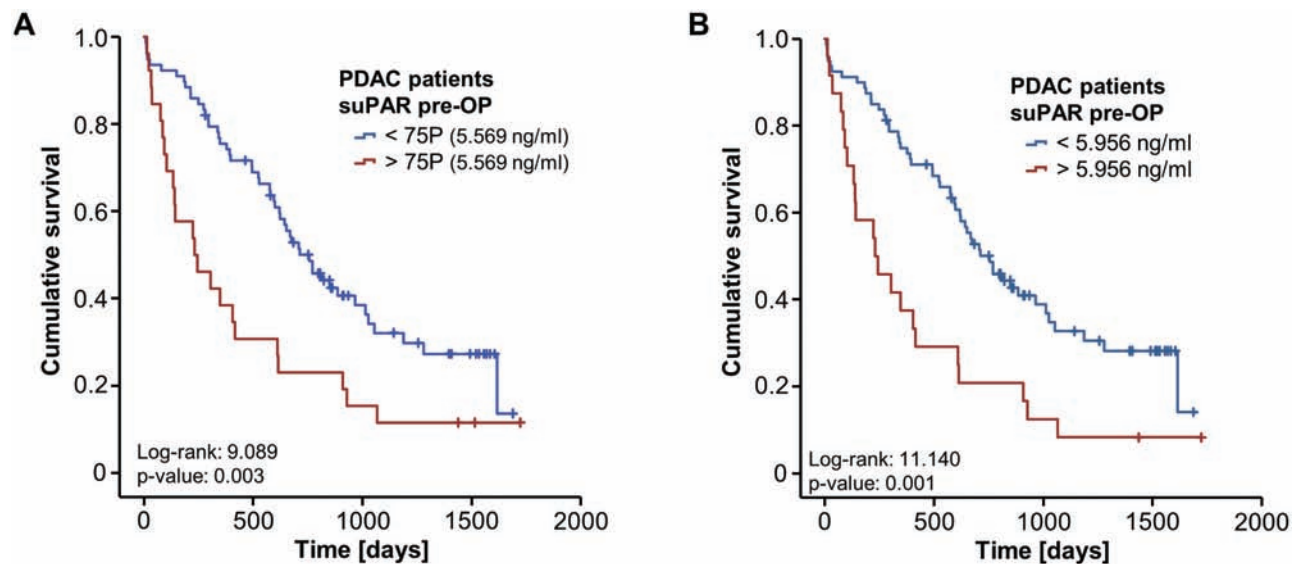 A
Cumulative survival
1.0
0.8
0.6
0.4
0.2
0
PDAC patients
suPAR pre-OP
< 75P (5.569 ng/ml)
> 75P (5.569 ng/ml)
Log-rank: 9.089
p-value: 0.003
0 500 1000 1500 2000
Time [days]
B
Cumulative survival
1.0
0.8
0.6
0.4
0.2
0
PDAC patients
suPAR pre-OP
< 5.956 ng/ml
> 5.956 ng/ml
Log-rank: 11.140
p-value: 0.001
0 500 1000 1500 2000
Time [days]